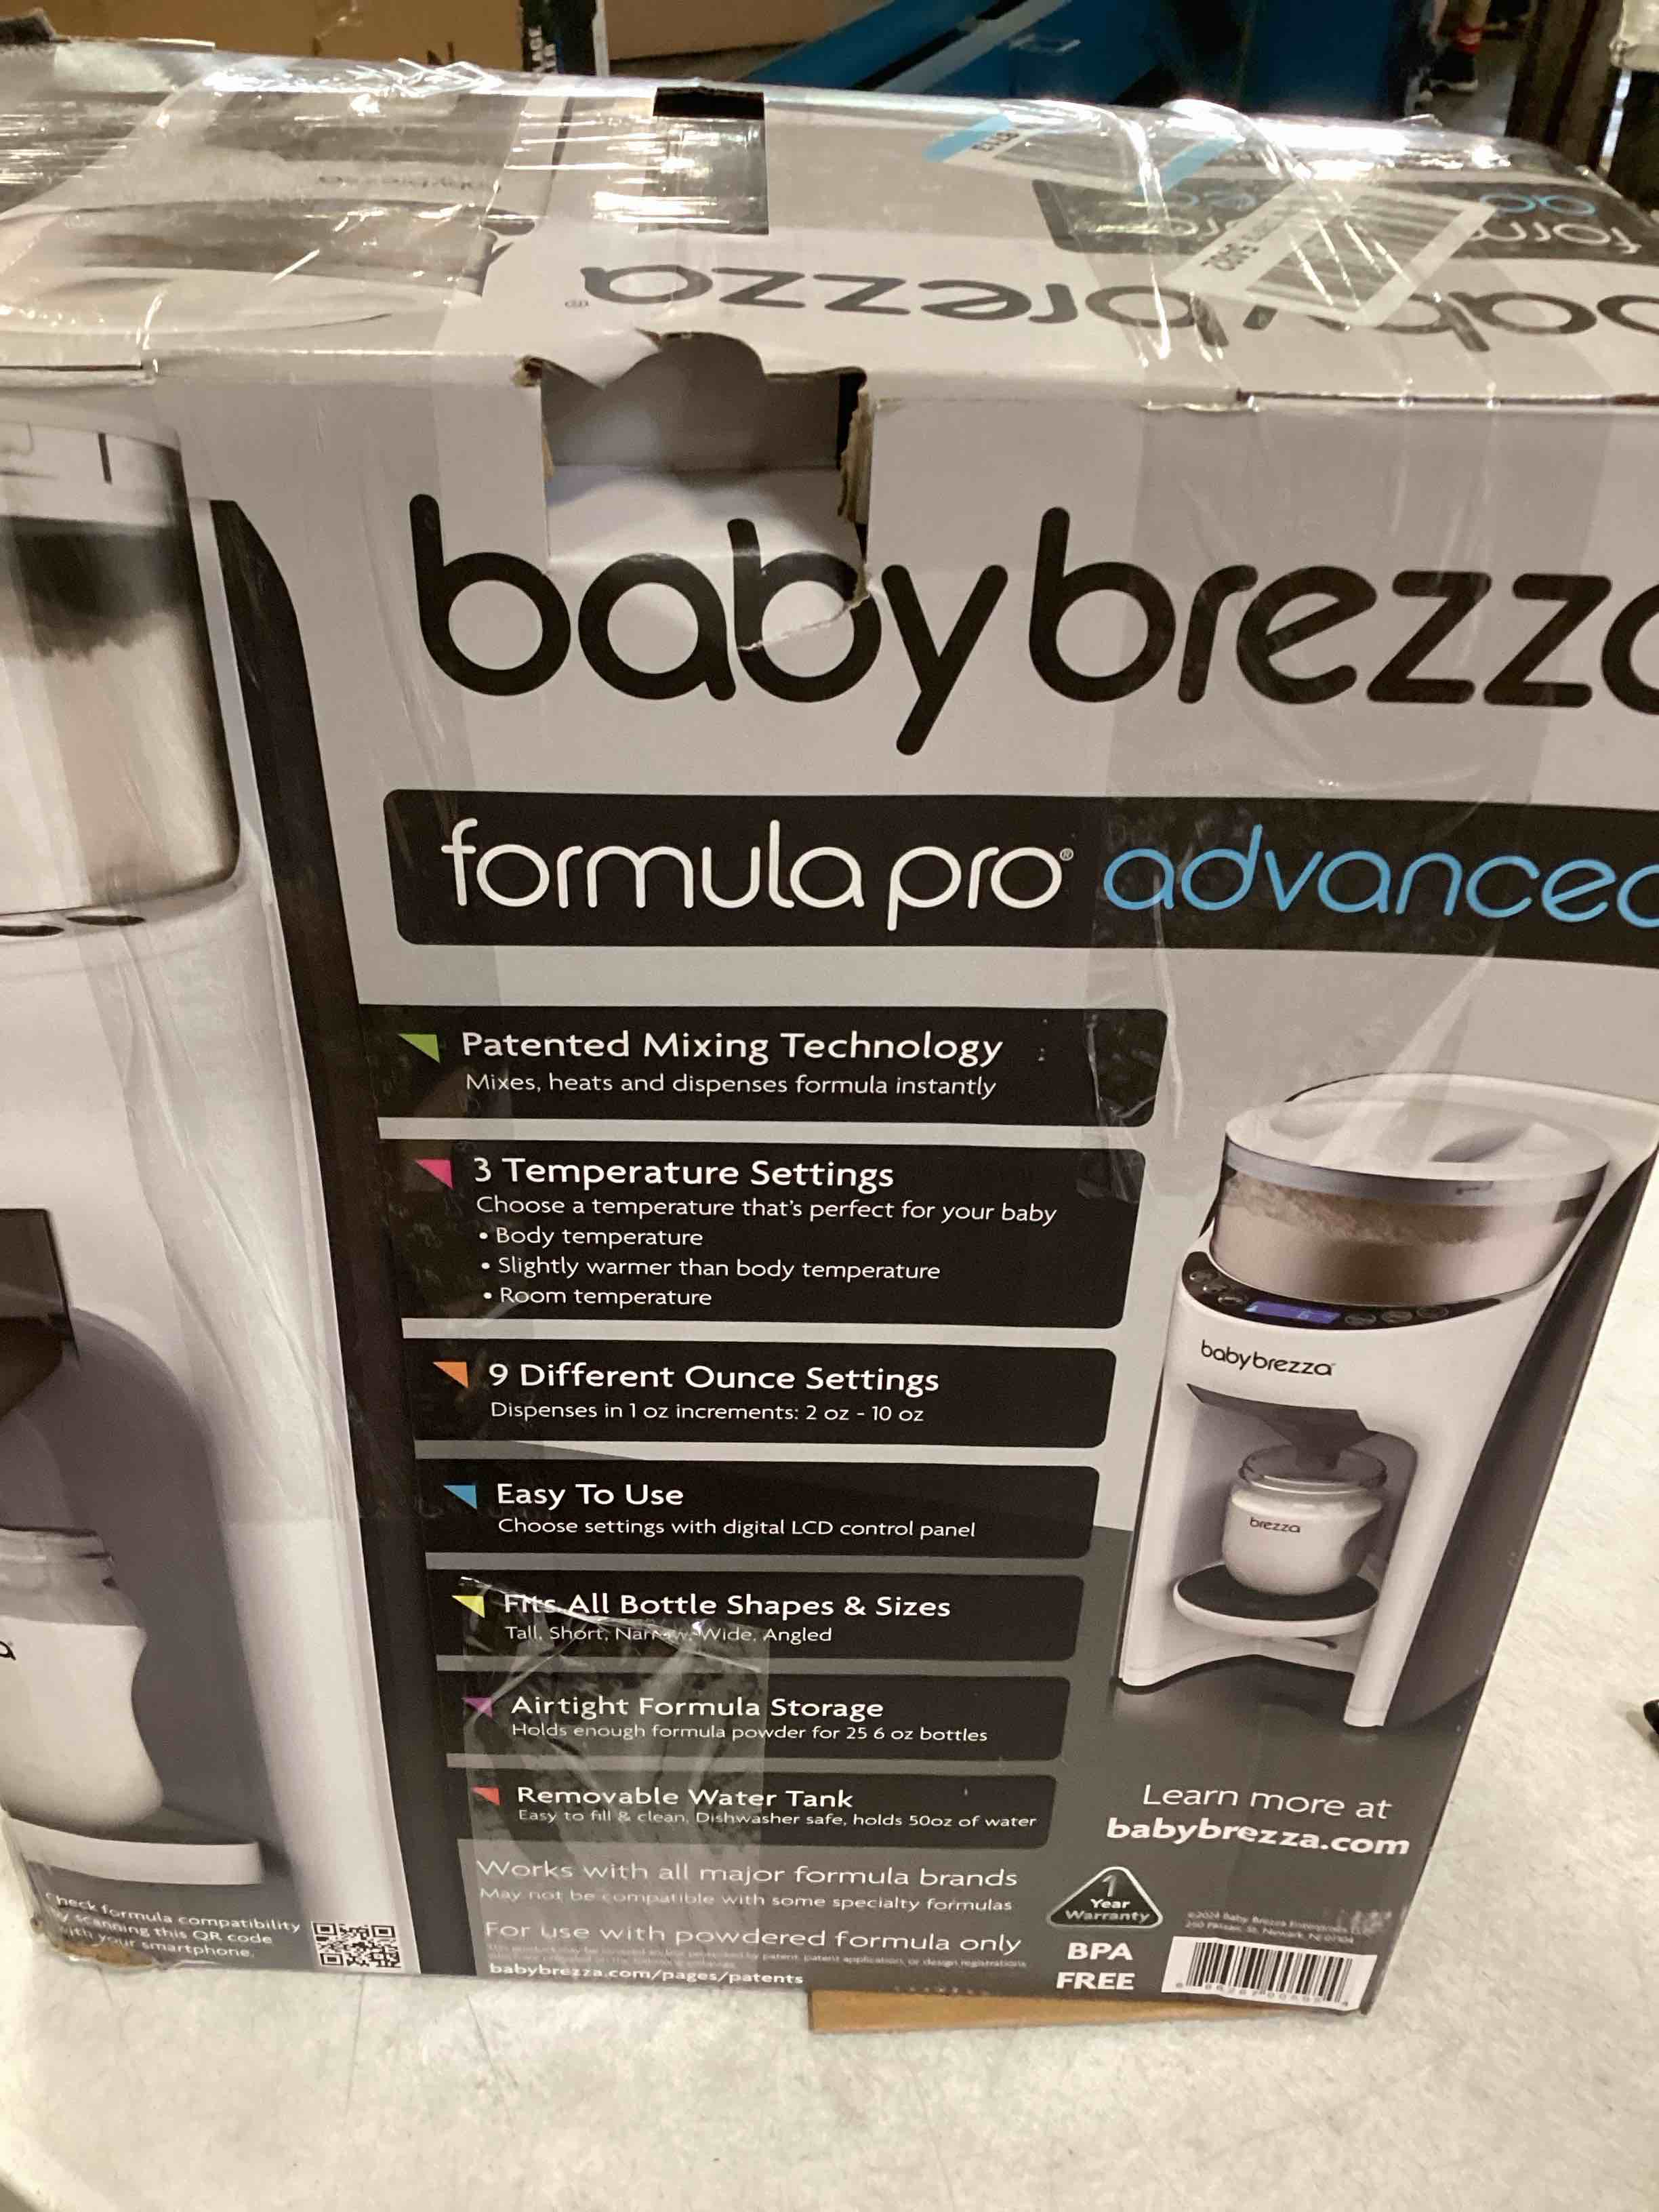 babybrezza
formula pro® advanced
Patented Mixing Technology
Mixes, heats and dispenses formula instantly
3 Temperature Settings
Choose a temperature that's perfect for your baby
• Body temperature
• Slightly warmer than body temperature
• Room temperature
9 Different Ounce Settings
Dispenses in 1 oz increments: 2 oz - 10 oz
Easy To Use
Choose settings with digital LCD control panel
Fits All Bottle Shapes & Sizes
Tall, Short, Narrow, Wide, Angled
Airtight Formula Storage
Holds enough formula powder for 25 6 oz bottles
Removable Water Tank
Easy to fill & clean, Dishwasher safe, holds 50oz of water
Works with all major formula brands
May not be compatible with some specialty formulas
For use with powdered formula only
babybrezza.com/pages/patents
babybrezza
brezza
Learn more at
babybrezza.com
1
Year
Warranty
BPA
FREE
Check formula compatibility
by scanning this QR code
with your smartphone.